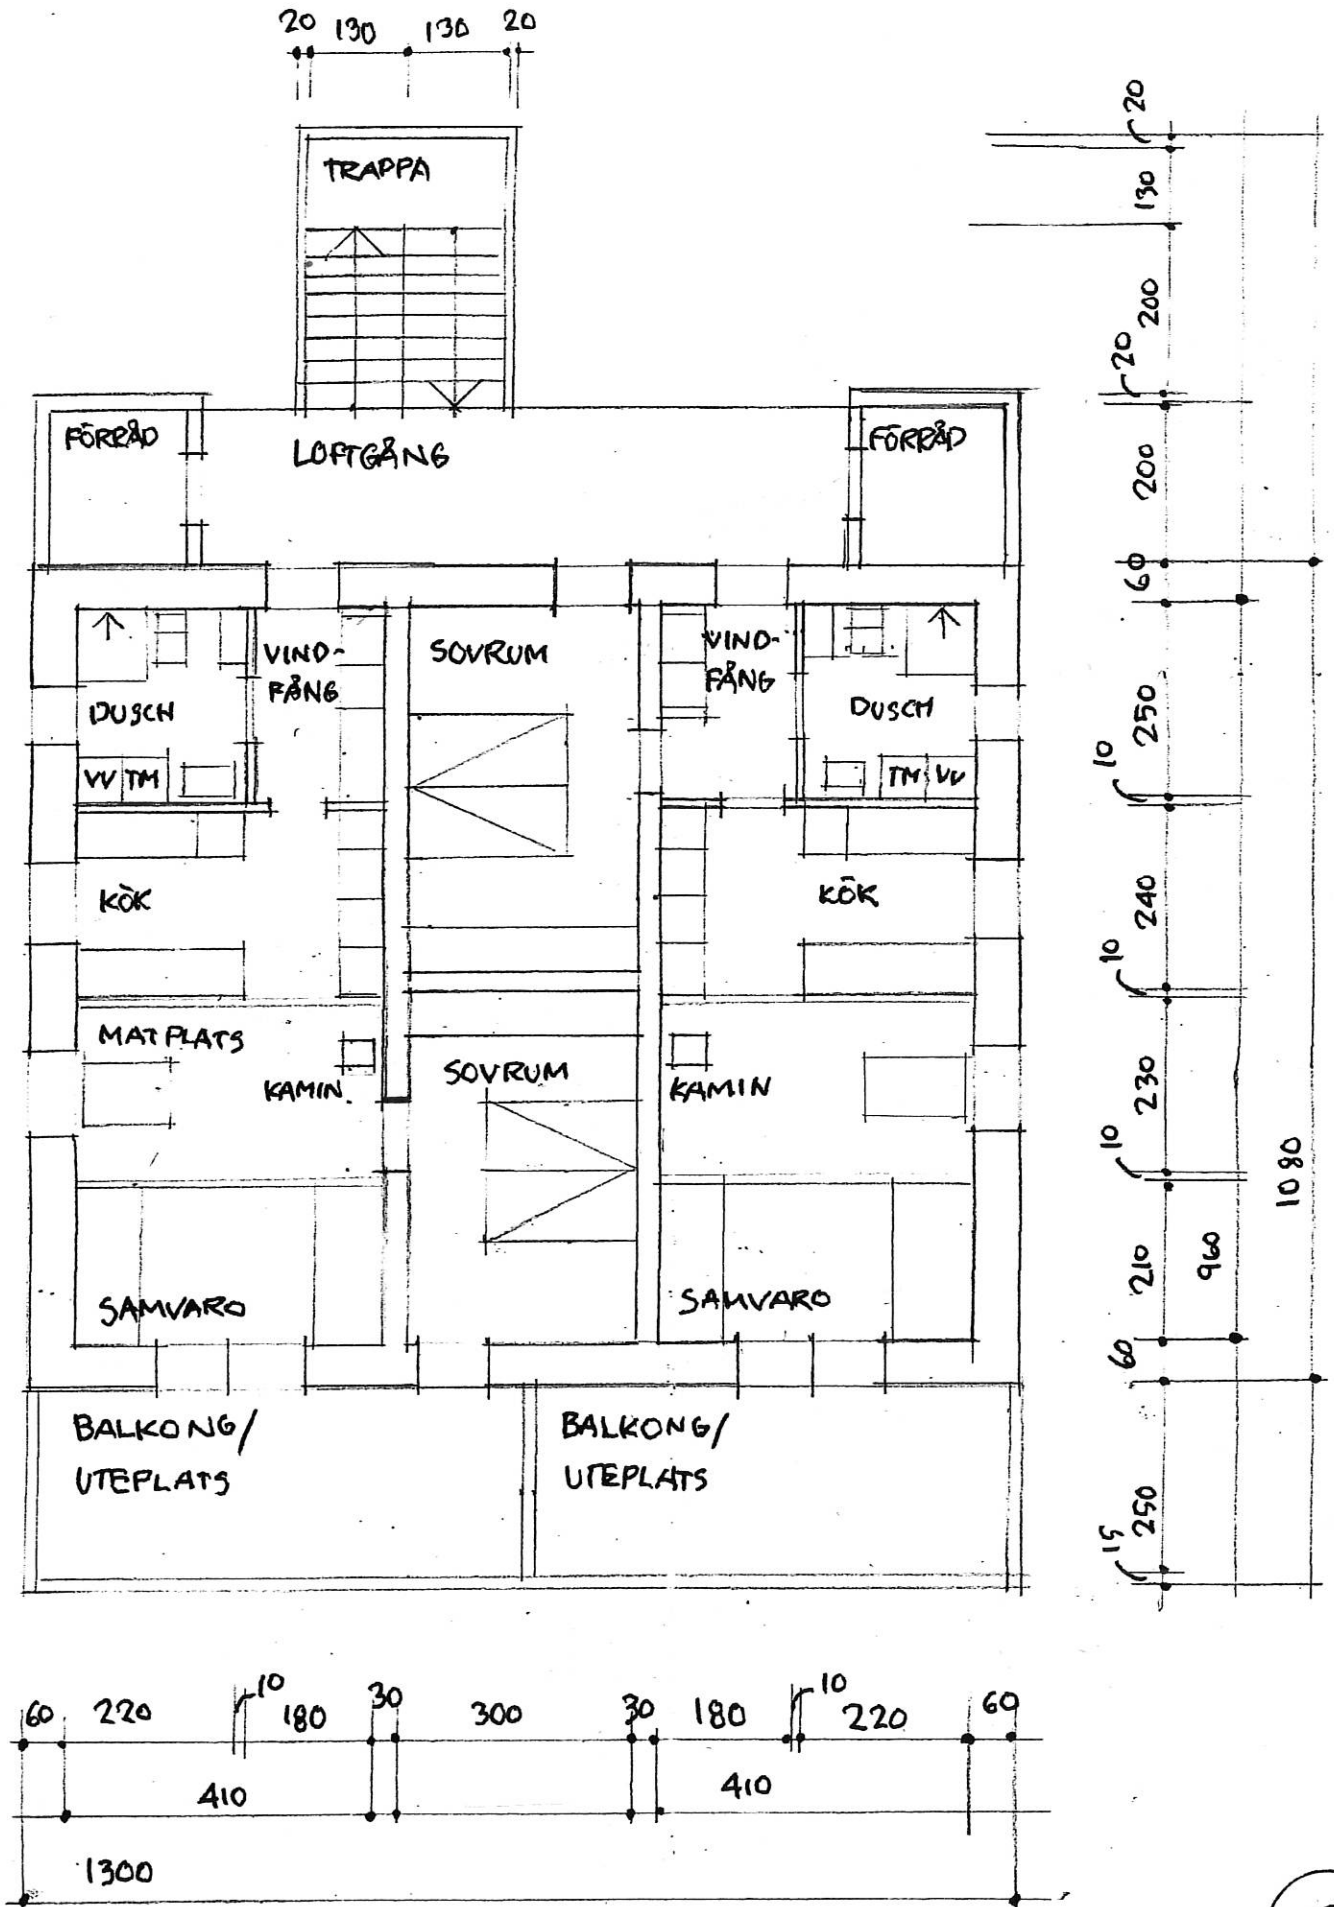 20 130 130 20
TRAPPA
20
130
200
20
FÖRRÅD
LOFTGÅNG
FÖRRÅD
200
60
VIND-
FÅNG
SOVRUM
VIND-
FÅNG
DUSCH
DUSCH
250
VV TM
TM VV
10
KÖK
KÖK
240
10
MATPLATS
KAMIN
SOVRUM
KAMIN
230
10
1080
SAMVARO
SAMVARO
210
960
60
BALKONG/
UTEPLATS
BALKONG/
UTEPLATS
250
15
60 220 10 180 30 300 30 180 10 220 60
410 410
1300